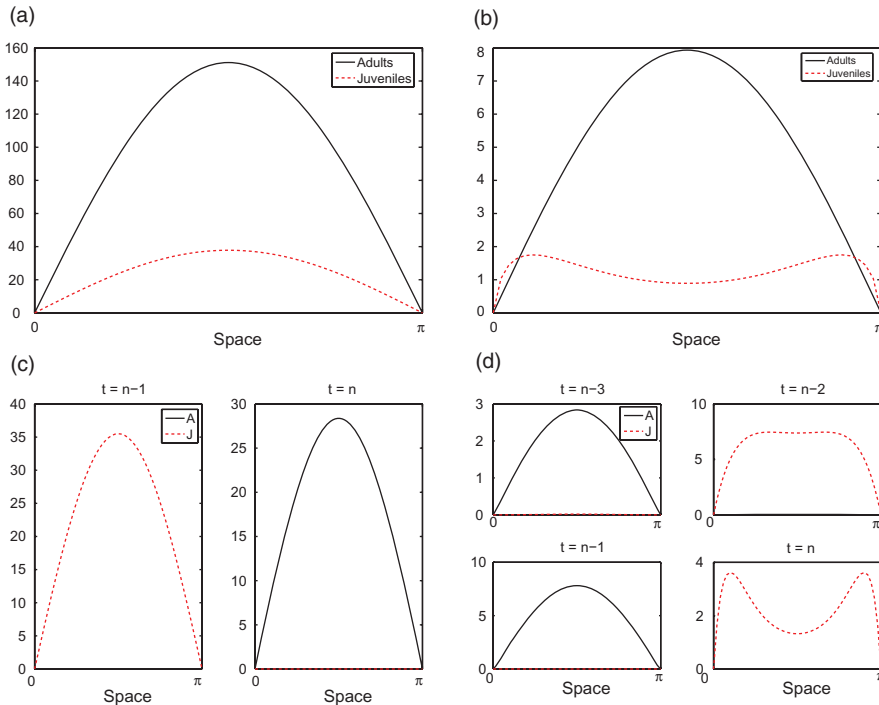 (a)
160
140
120
100
80
60
40
20
0
Adults
Juveniles
0
π
Space
(b)
8
7
6
5
4
3
2
1
0
Adults
Juveniles
0
π
Space
(c)
t = n−1
40
35
30
25
20
15
10
5
0
A
J
0
π
Space
t = n
30
25
20
15
10
5
0
0
π
Space
(d)
t = n−3
3
2
1
0
A
J
0
π
t = n−2
10
5
0
0
π
t = n−1
10
5
0
0
π
Space
t = n
4
2
0
0
π
Space